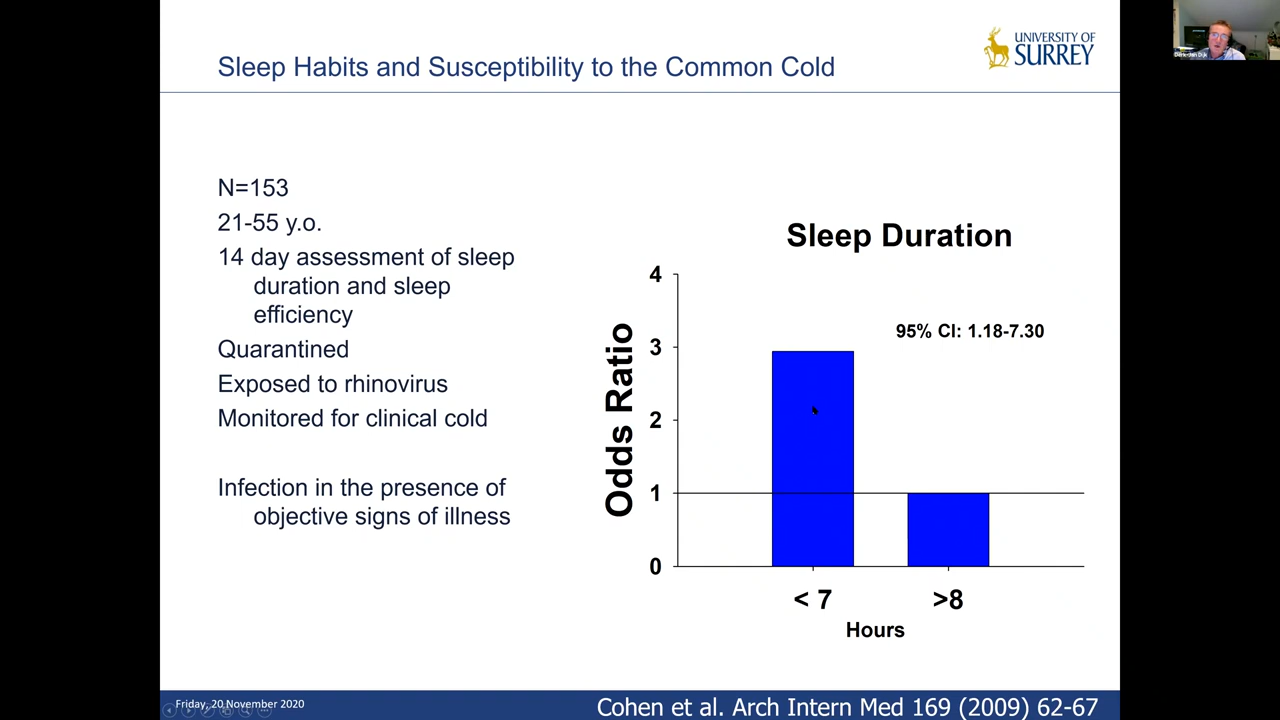 Sleep Habits and Susceptibility to the Common Cold
UNIVERSITY OF
SURREY
N=153
21-55 y.o.
14 day assessment of sleep
duration and sleep
efficiency
Quarantined
Exposed to rhinovirus
Monitored for clinical cold
Infection in the presence of
objective signs of illness
Sleep Duration
95% CI: 1.18-7.30
Odds Ratio
4
3
2
1
0
< 7
>8
Hours
Friday, 20 November 2020
Cohen et al. Arch Intern Med 169 (2009) 62-67